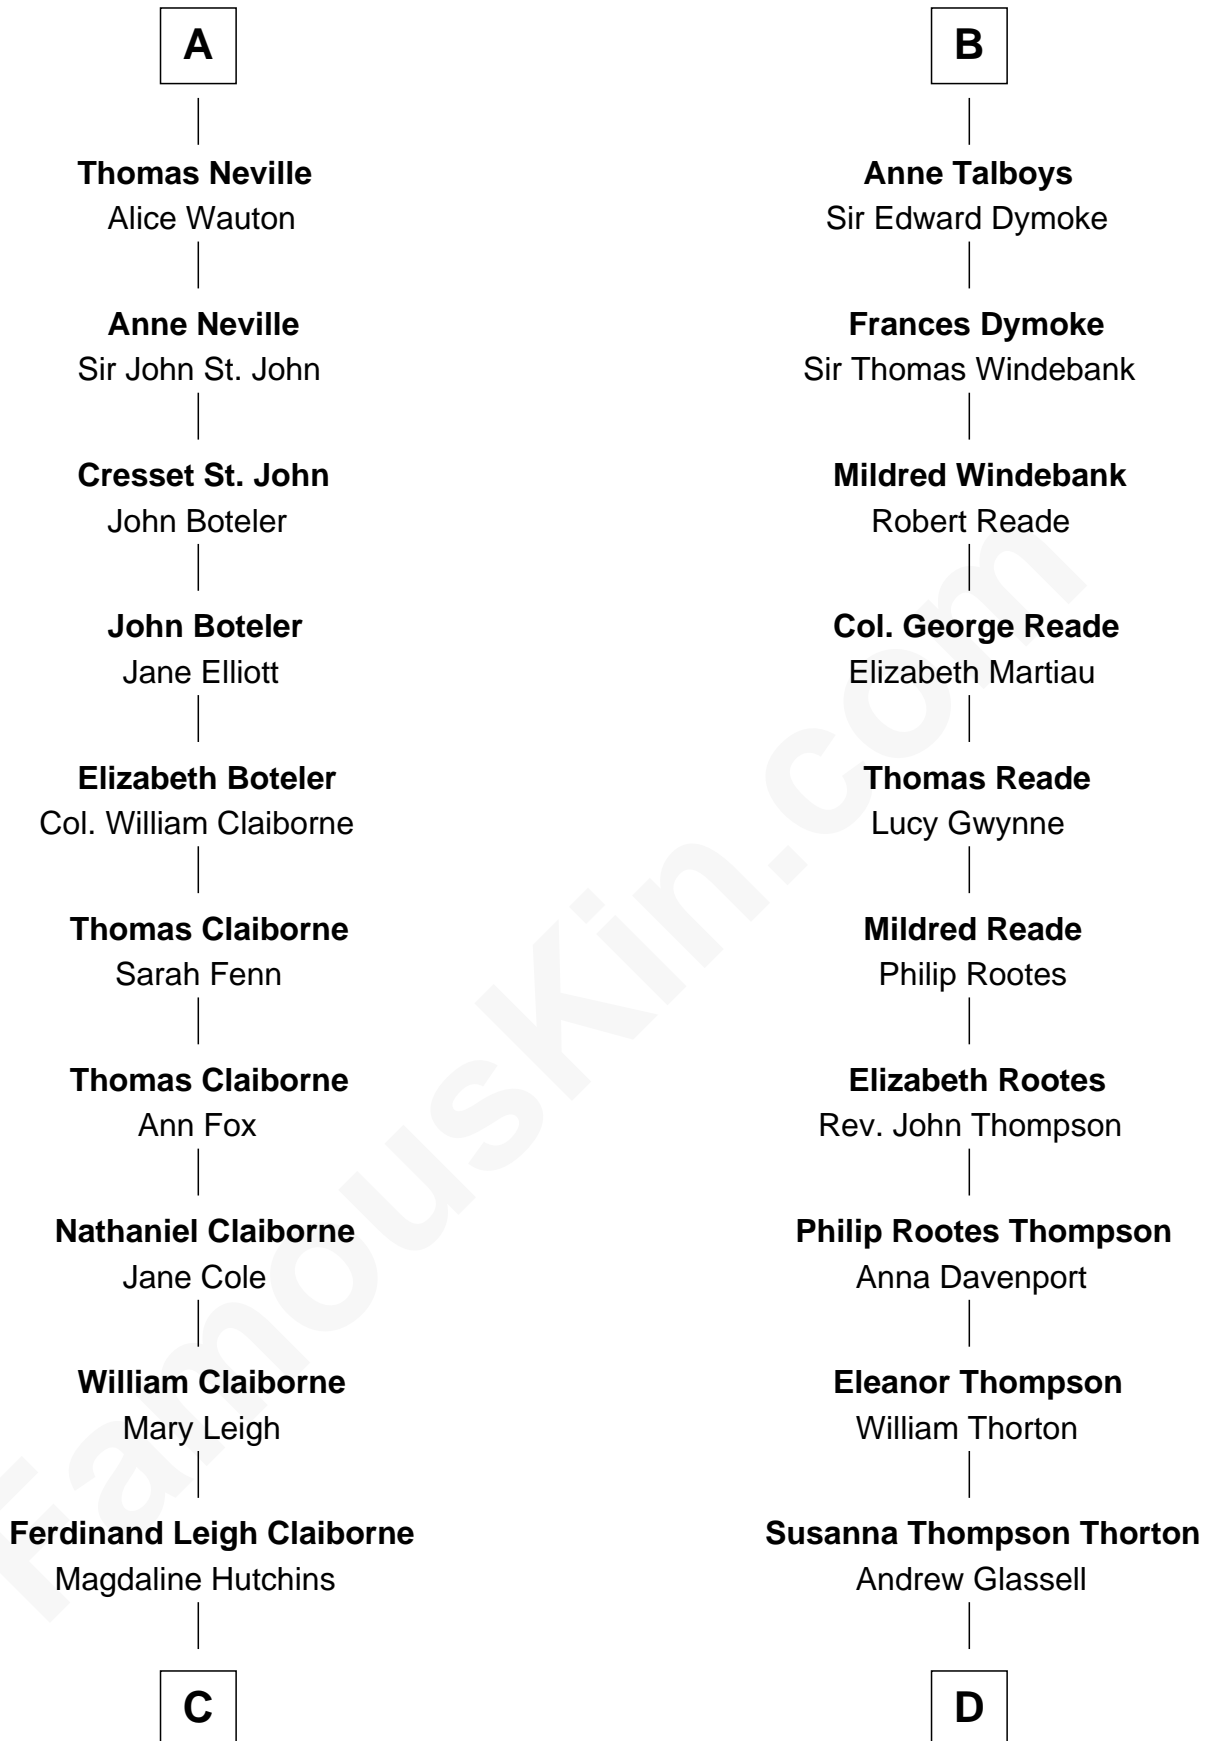 A
Thomas Neville
Alice Wauton
Anne Neville
Sir John St. John
Cresset St. John
John Boteler
John Boteler
Jane Elliott
Elizabeth Boteler
Col. William Claiborne
Thomas Claiborne
Sarah Fenn
Thomas Claiborne
Ann Fox
Nathaniel Claiborne
Jane Cole
William Claiborne
Mary Leigh
Ferdinand Leigh Claiborne
Magdaline Hutchins
C
B
Anne Talboys
Sir Edward Dymoke
Frances Dymoke
Sir Thomas Windebank
Mildred Windebank
Robert Reade
Col. George Reade
Elizabeth Martiau
Thomas Reade
Lucy Gwynne
Mildred Reade
Philip Rootes
Elizabeth Rootes
Rev. John Thompson
Philip Rootes Thompson
Anna Davenport
Eleanor Thompson
William Thorton
Susanna Thompson Thorton
Andrew Glassell
D
FamousKin.com